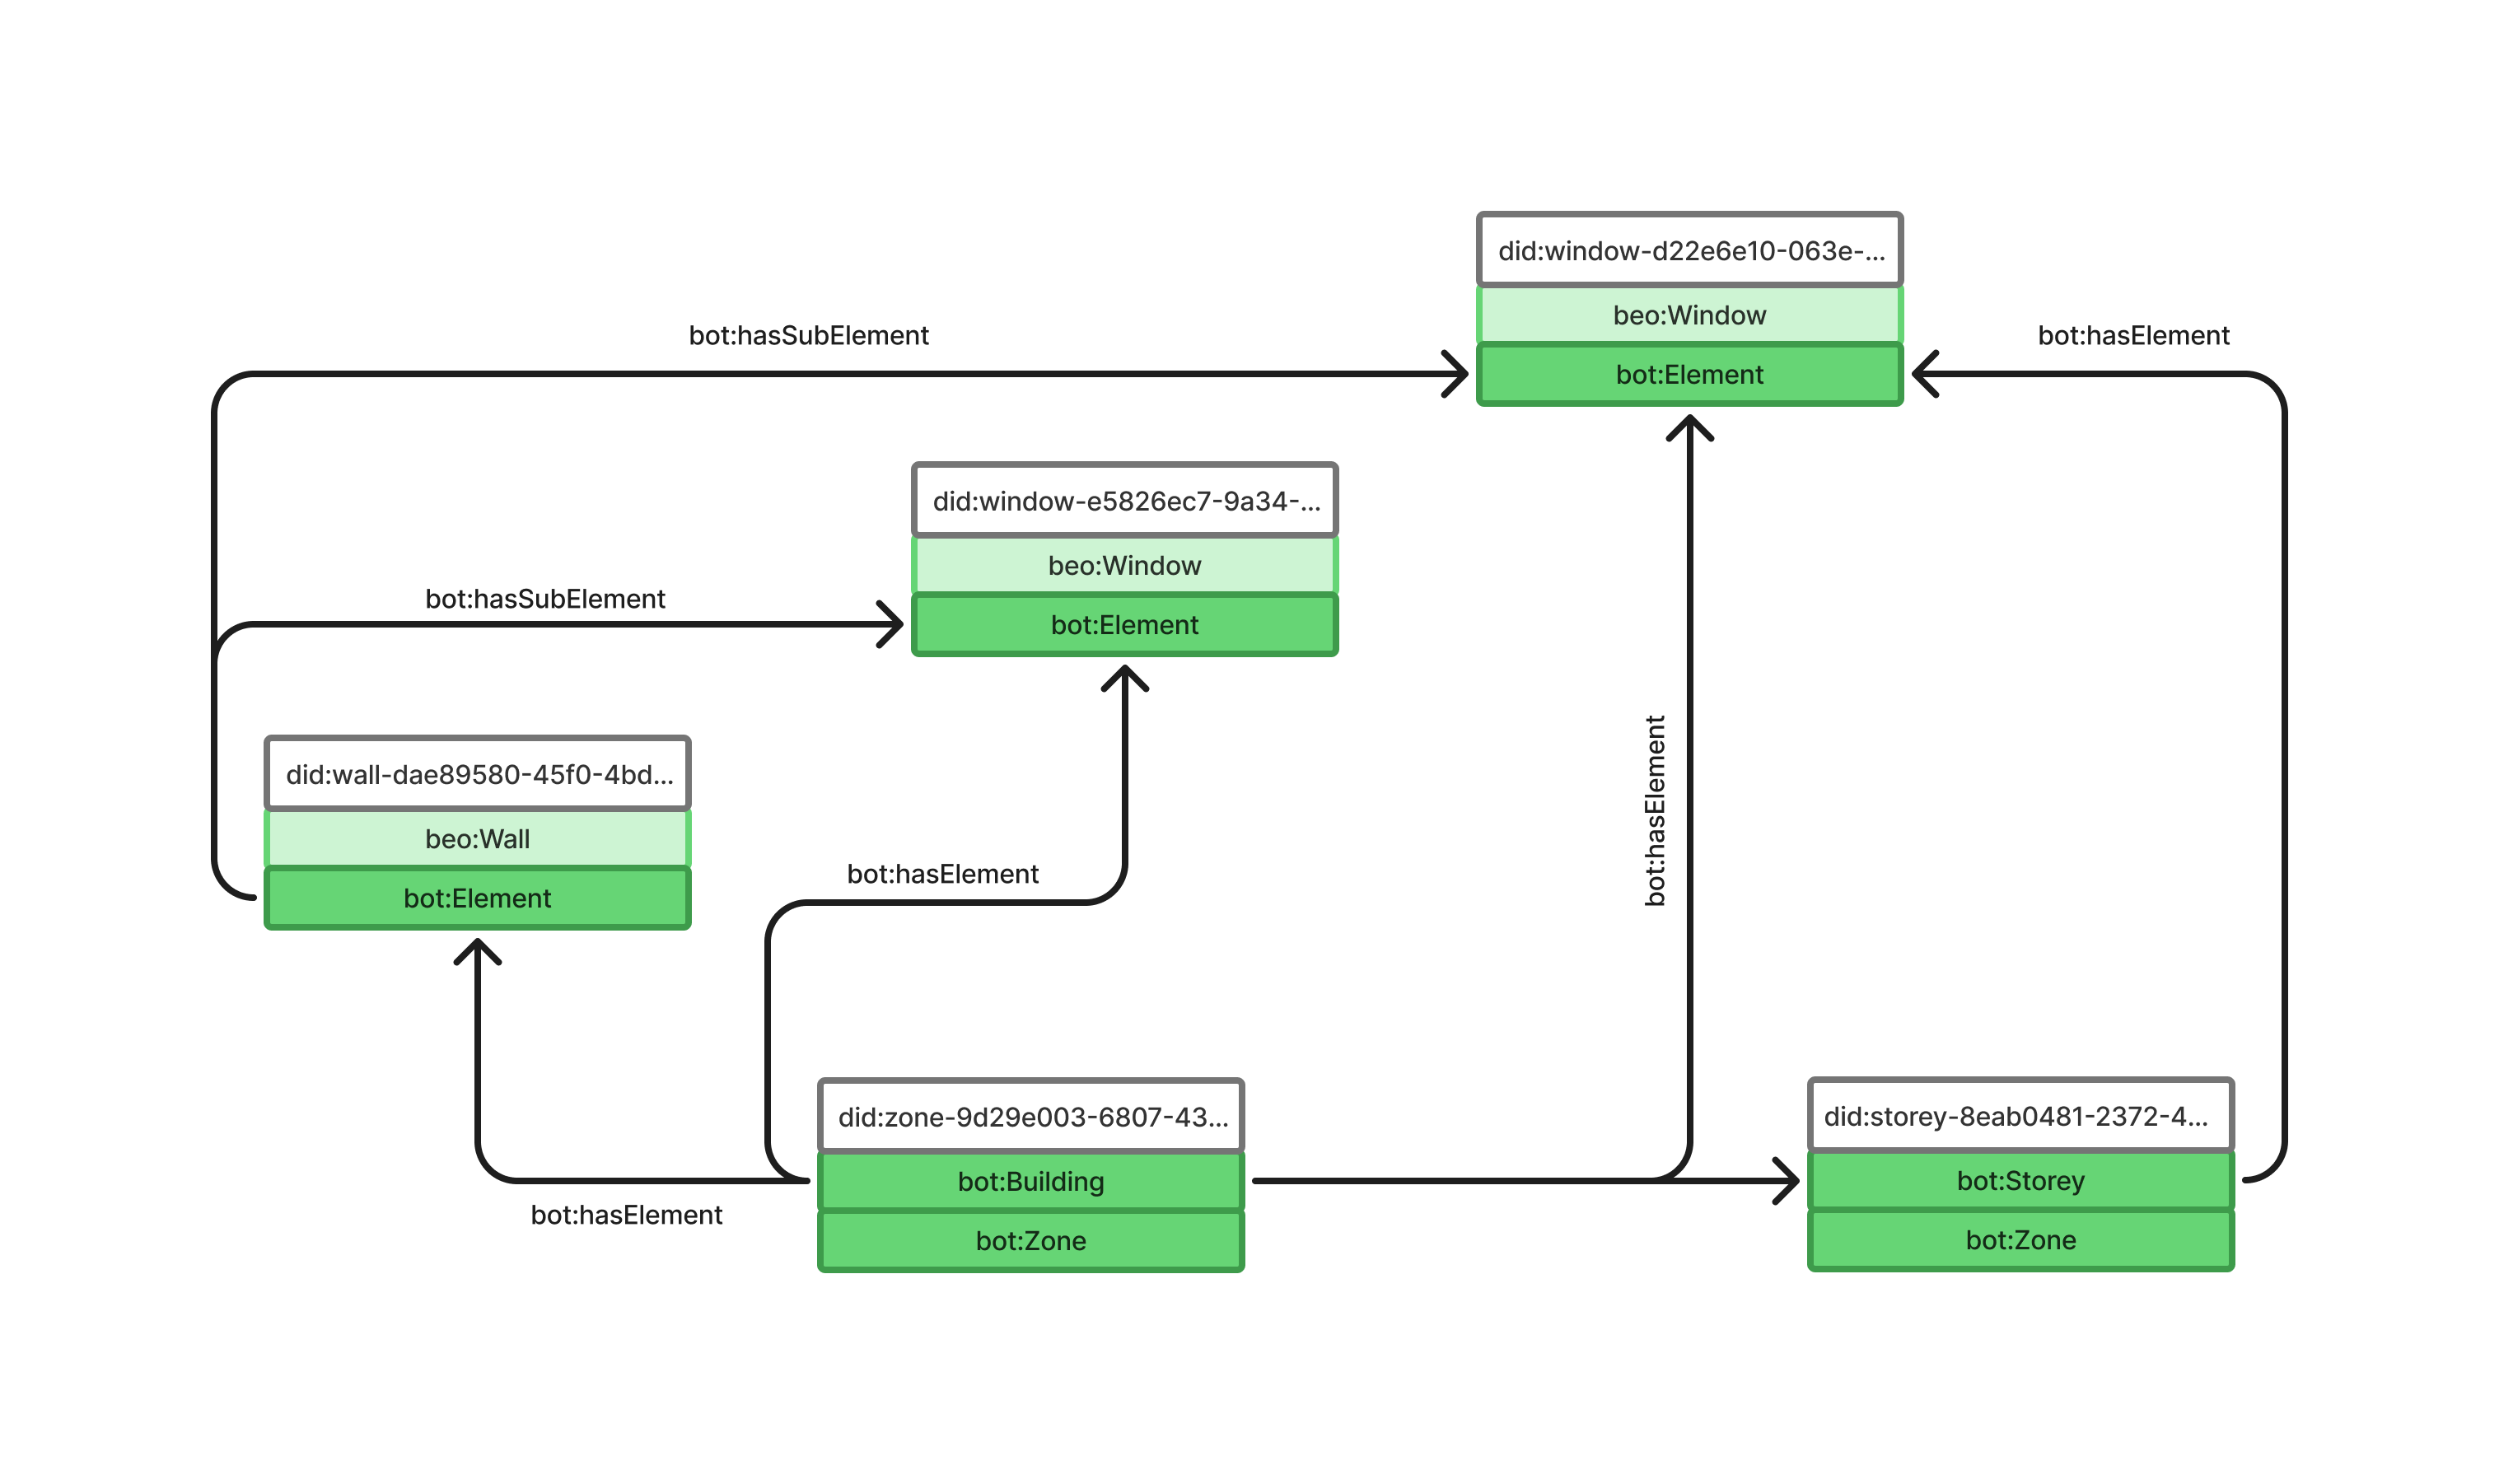 did:window-d22e6e10-063e-...
beo:Window
bot:Element
bot:hasSubElement
bot:hasElement
did:window-e5826ec7-9a34-...
beo:Window
bot:Element
bot:hasSubElement
did:wall-dae89580-45f0-4bd...
beo:Wall
bot:Element
bot:hasElement
bot:hasElement
did:zone-9d29e003-6807-43...
bot:Building
bot:Zone
bot:hasElement
did:storey-8eab0481-2372-4...
bot:Storey
bot:Zone